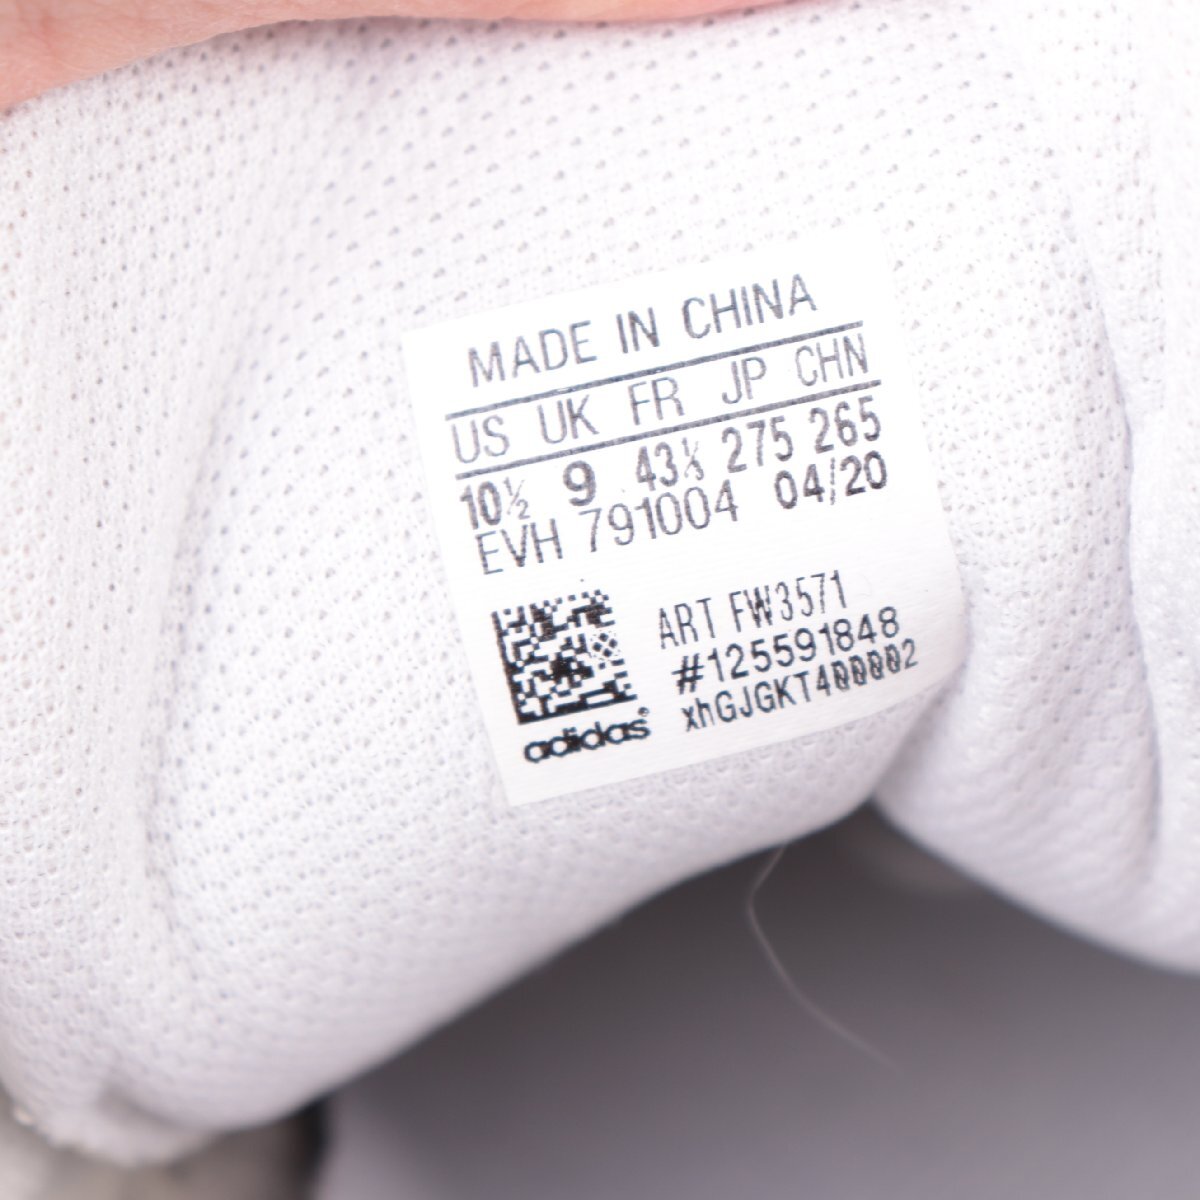 MADE IN CHINA
US UK FR JP CHN
10½ 9 43⅓ 275 265
EVH 791004 04/20
ART FW3571
#125591848
xhGJGKT400002
adidas®